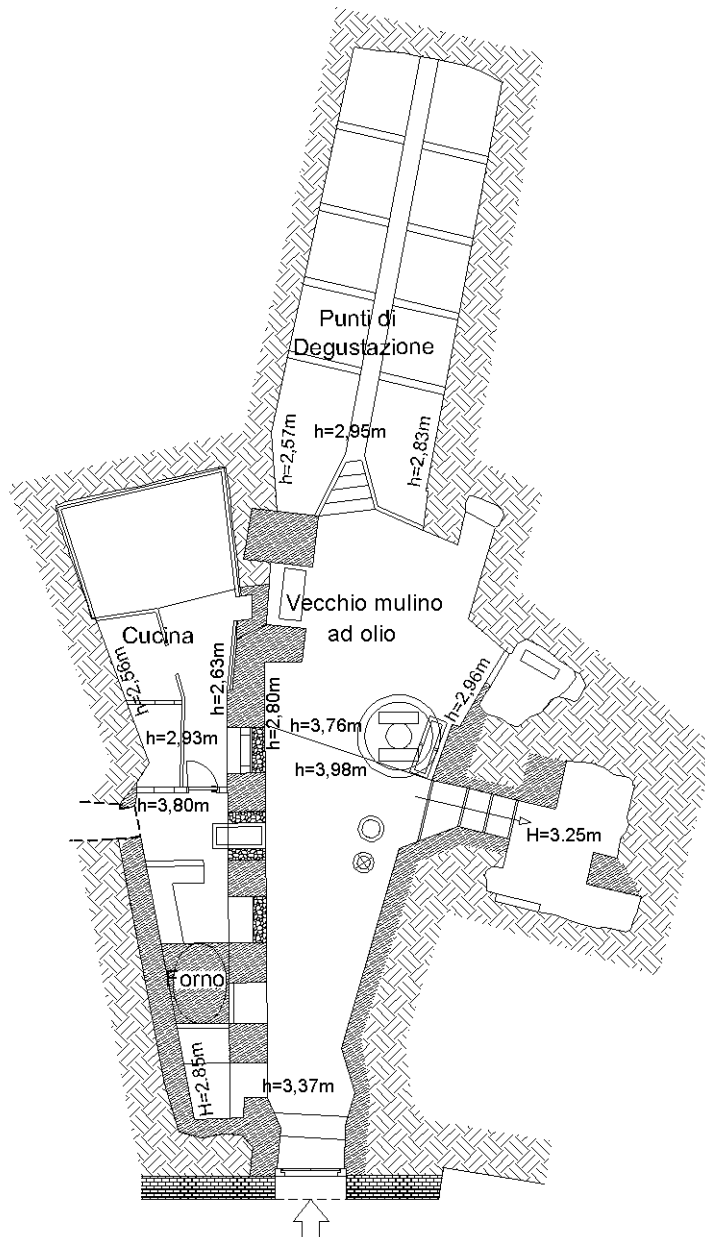 Punti di
Degustazione
h=2,57m
h=2,95m
h=2,83m
Vecchio mulino
ad olio
Cucina
h=2,56m
h=2,63m
h=2,80m
h=2,96m
h=2,93m
h=3,76m
h=3,98m
h=3,80m
H=3.25m
Forno
H=2.85m
h=3,37m